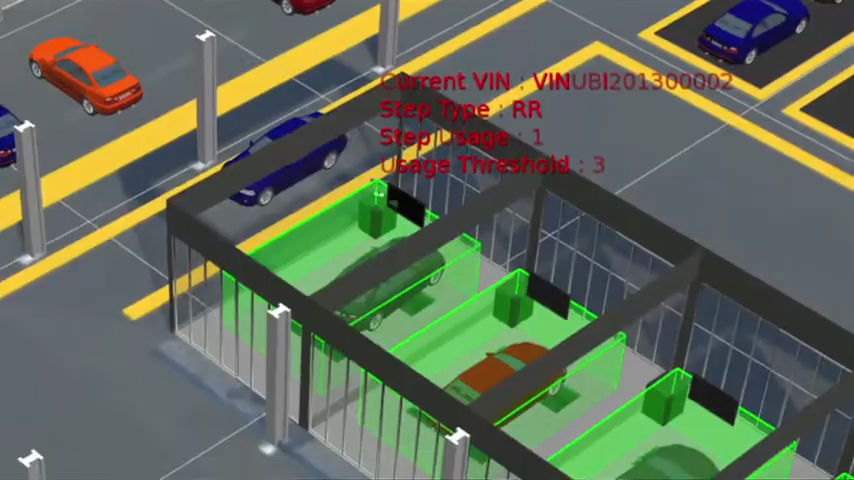 Current VIN : VINUBI201300002
Step Type : RR
Step Usage : 1
Usage Threshold : 3